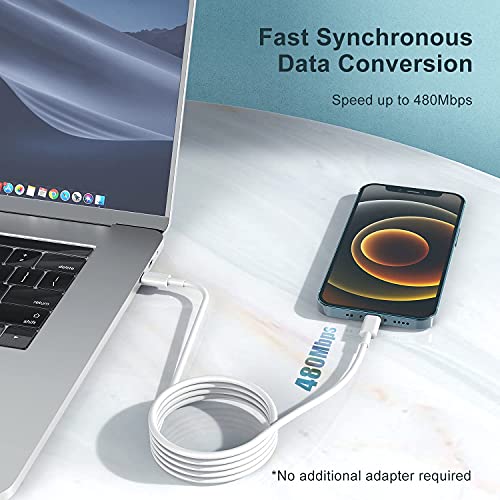 Fast Synchronous
Data Conversion
Speed up to 480Mbps
delete
return
shift
480Mbps
*No additional adapter required